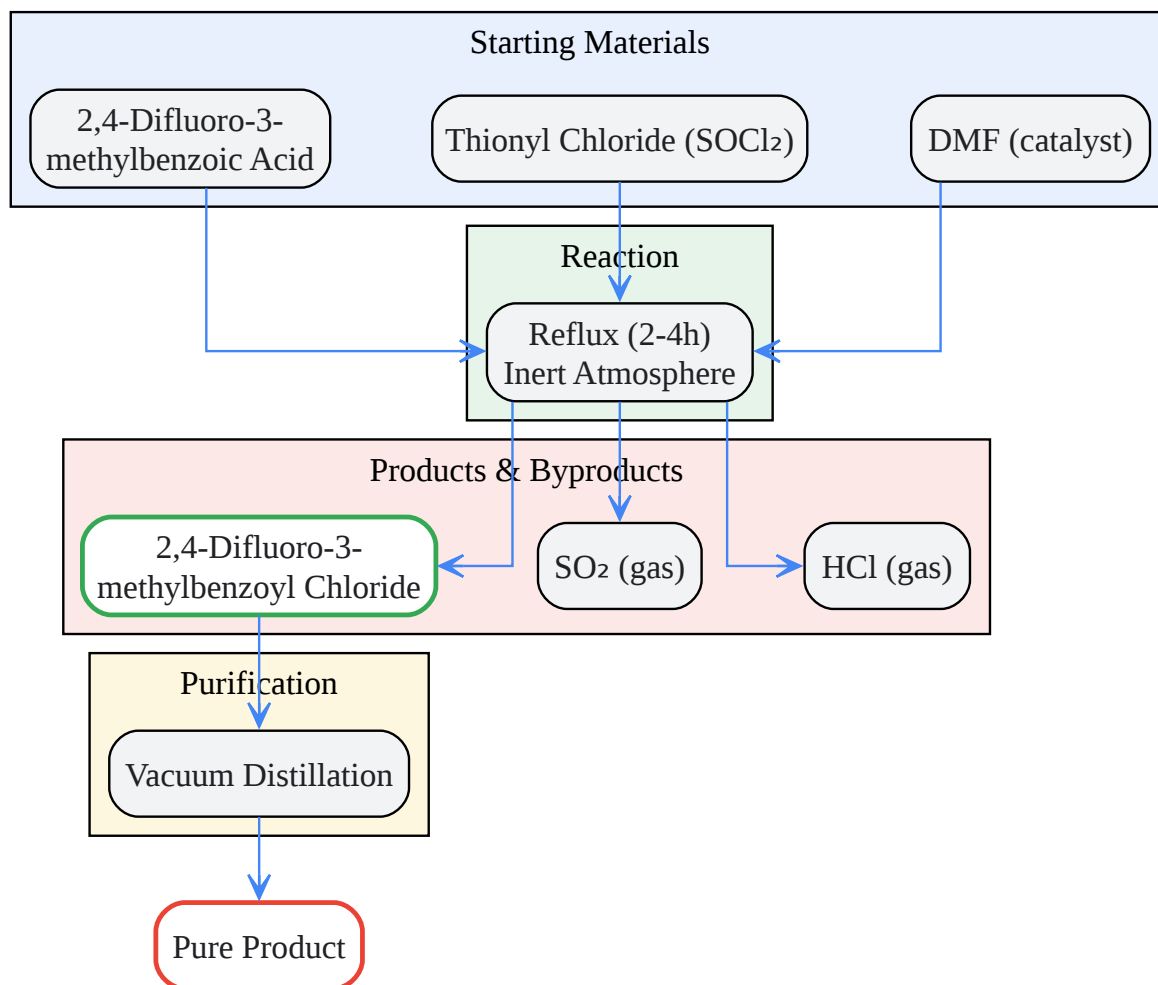 Starting Materials
2,4-Difluoro-3-
methylbenzoic Acid
Thionyl Chloride (SOCl₂)
DMF (catalyst)
Reaction
Reflux (2-4h)
Inert Atmosphere
Products & Byproducts
2,4-Difluoro-3-
methylbenzoyl Chloride
SO₂ (gas)
HCl (gas)
Purification
Vacuum Distillation
Pure Product